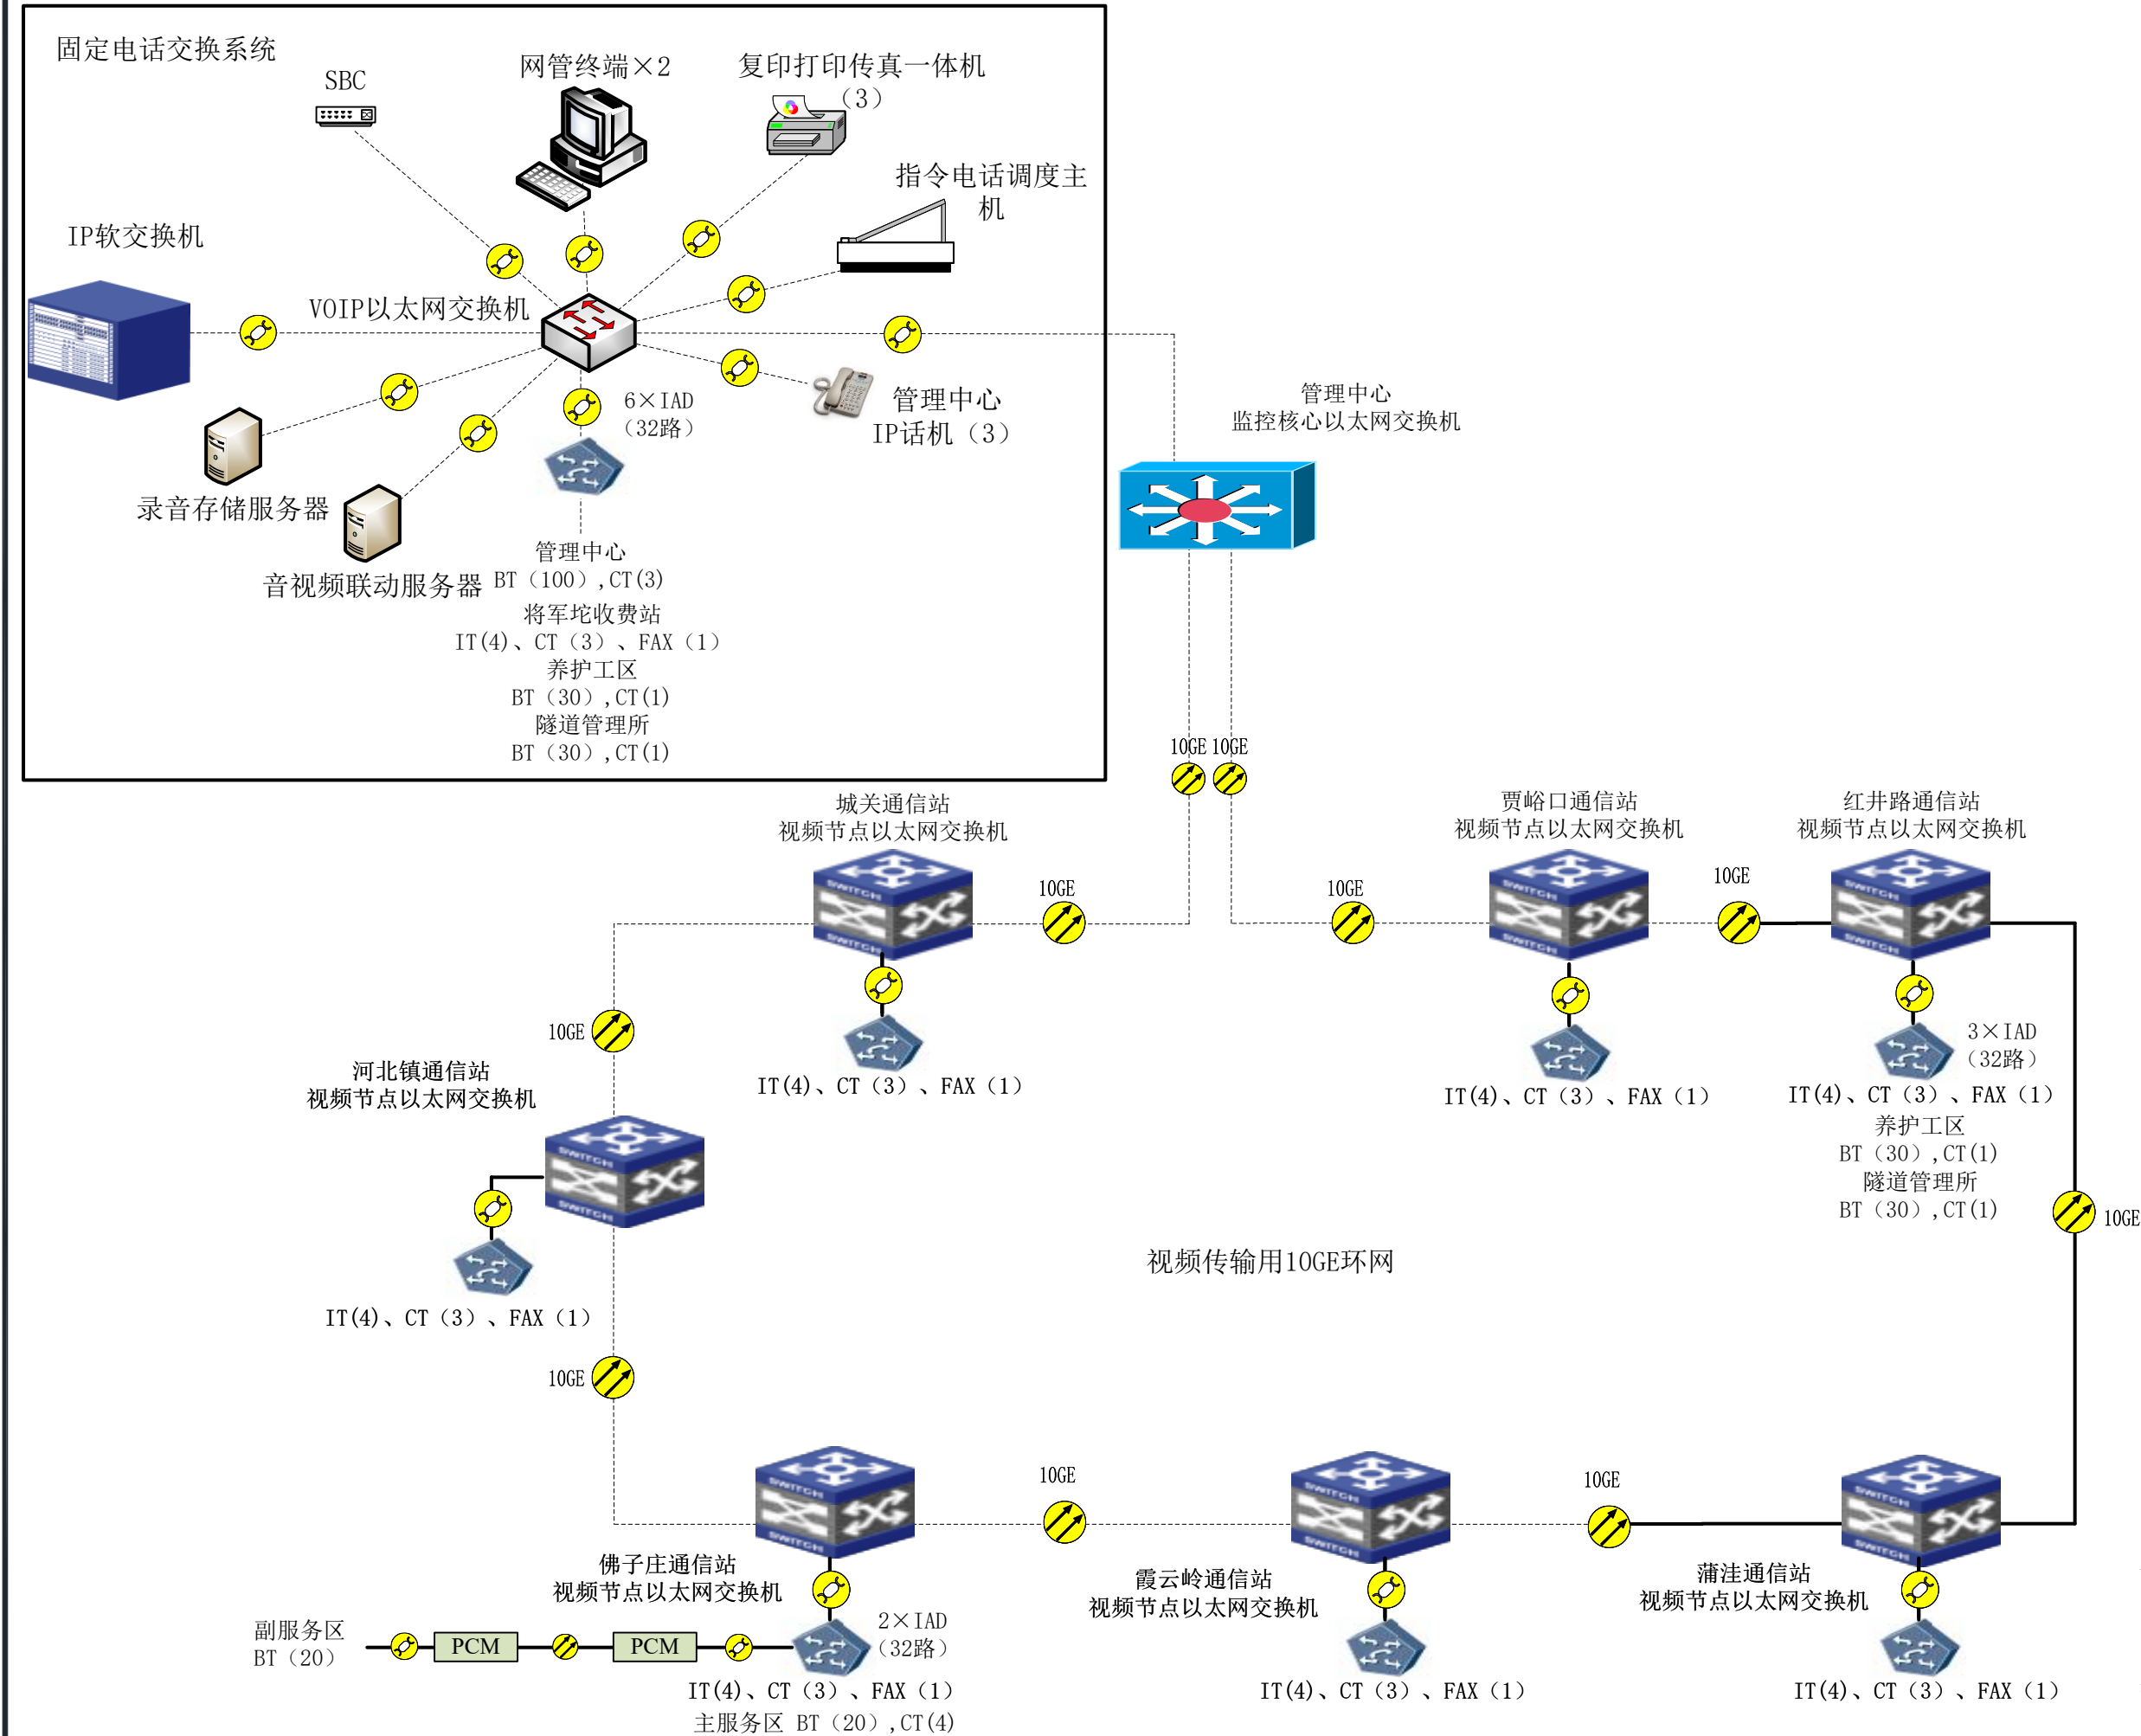 固定电话交换系统
SBC
网管终端×2
复印打印传真一体机
（3）
指令电话调度主
机
IP软交换机
VOIP以太网交换机
6×IAD
（32路）
管理中心
IP话机（3）
录音存储服务器
音视频联动服务器
管理中心
BT（100）,CT(3)
将军坨收费站
IT(4)、CT（3）、FAX（1）
养护工区
BT（30）,CT(1)
隧道管理所
BT（30）,CT(1)
管理中心
监控核心以太网交换机
10GE
10GE
城关通信站
视频节点以太网交换机
SWITCH
SWITCH
10GE
IT(4)、CT（3）、FAX（1）
10GE
贾峪口通信站
视频节点以太网交换机
SWITCH
SWITCH
IT(4)、CT（3）、FAX（1）
10GE
红井路通信站
视频节点以太网交换机
SWITCH
SWITCH
3×IAD
（32路）
IT(4)、CT（3）、FAX（1）
养护工区
BT（30）,CT(1)
隧道管理所
BT（30）,CT(1)
10GE
10GE
河北镇通信站
视频节点以太网交换机
SWITCH
SWITCH
IT(4)、CT（3）、FAX（1）
视频传输用10GE环网
10GE
SWITCH
SWITCH
佛子庄通信站
视频节点以太网交换机
2×IAD
（32路）
副服务区
BT（20）
PCM
PCM
IT(4)、CT（3）、FAX（1）
主服务区 BT（20）,CT(4)
10GE
SWITCH
SWITCH
霞云岭通信站
视频节点以太网交换机
IT(4)、CT（3）、FAX（1）
10GE
SWITCH
SWITCH
蒲洼通信站
视频节点以太网交换机
IT(4)、CT（3）、FAX（1）